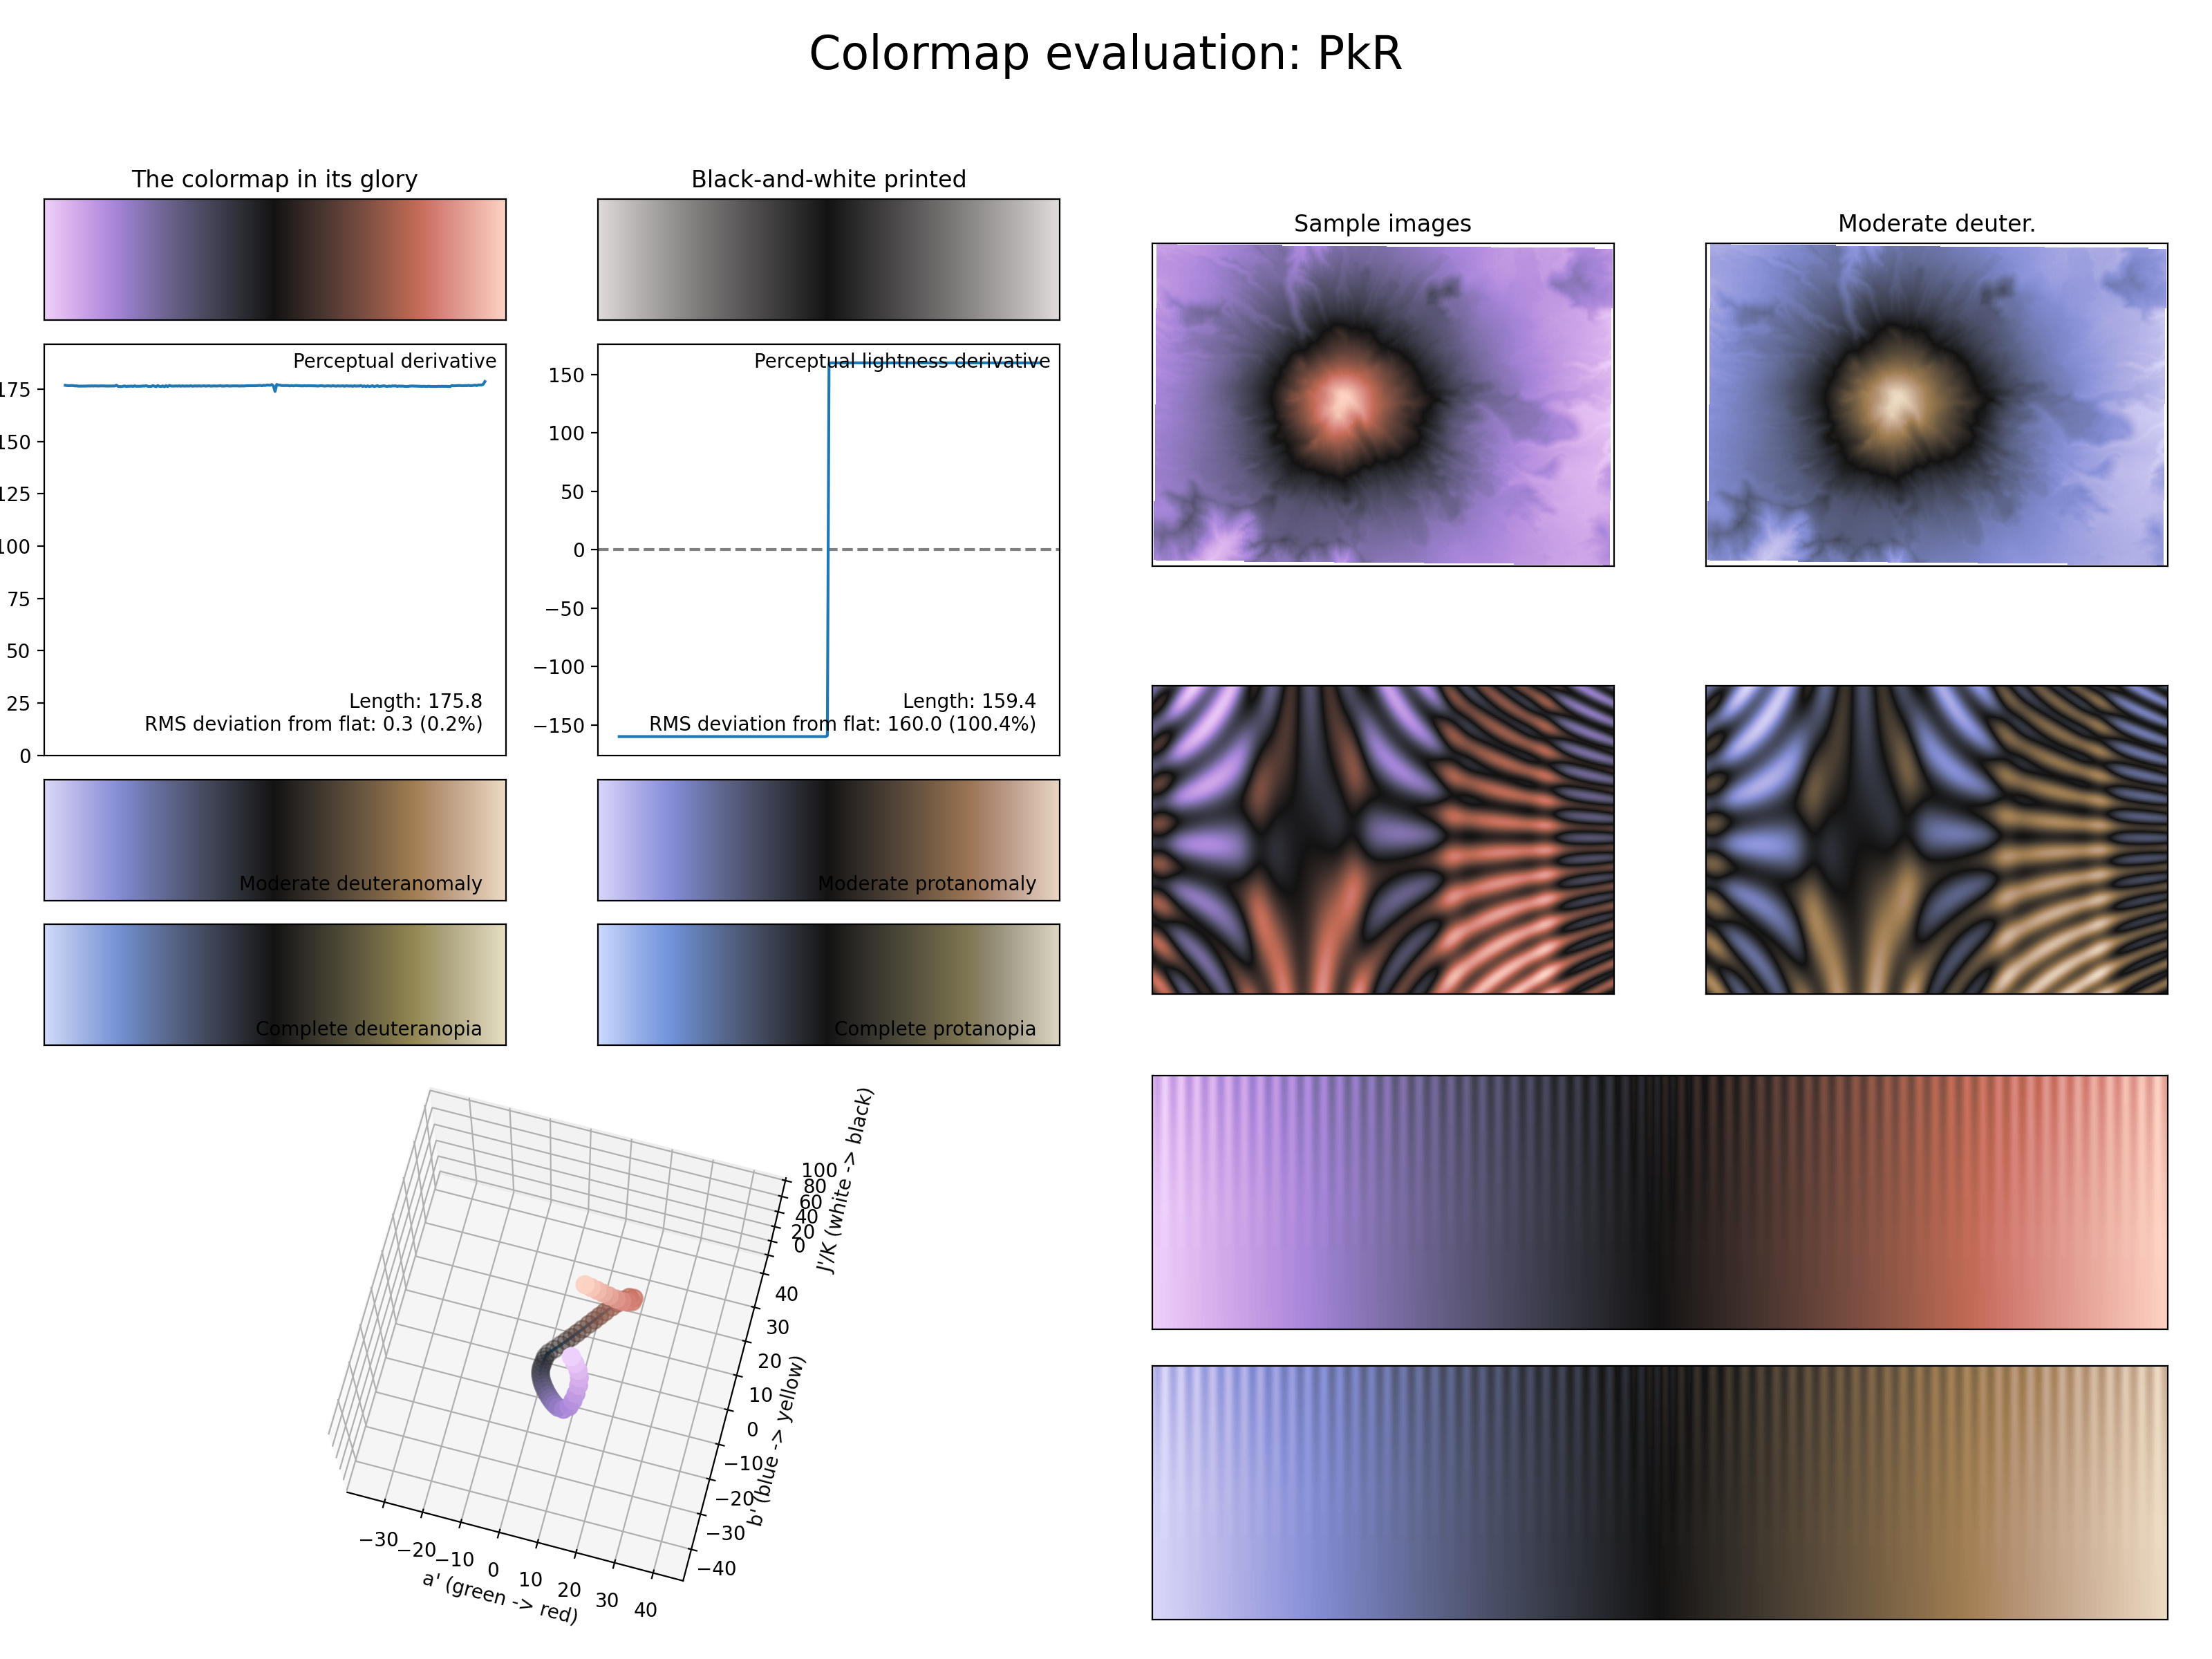 Colormap evaluation: PkR
The colormap in its glory
Black-and-white printed
Sample images
Moderate deuter.
Perceptual derivative
175
150
125
100
75
50
25
0
Length: 175.8
RMS deviation from flat: 0.3 (0.2%)
Perceptual lightness derivative
150
100
50
0
−50
−100
−150
Length: 159.4
RMS deviation from flat: 160.0 (100.4%)
Moderate deuteranomaly
Moderate protanomaly
Complete deuteranopia
Complete protanopia
J'/K (white -> black)
100
80
60
40
20
0
b' (blue -> yellow)
40
30
20
10
0
−10
−20
−30
−40
−30
−20
−10
0
10
20
30
40
a' (green -> red)